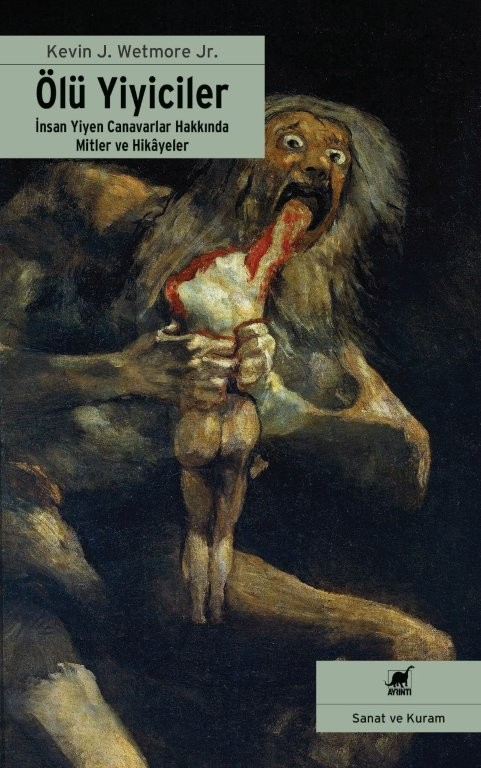 Kevin J. Wetmore Jr.
Ölü Yiyiciler
İnsan Yiyen Canavarlar Hakkında
Mitler ve Hikâyeler
AYRINTI
Sanat ve Kuram